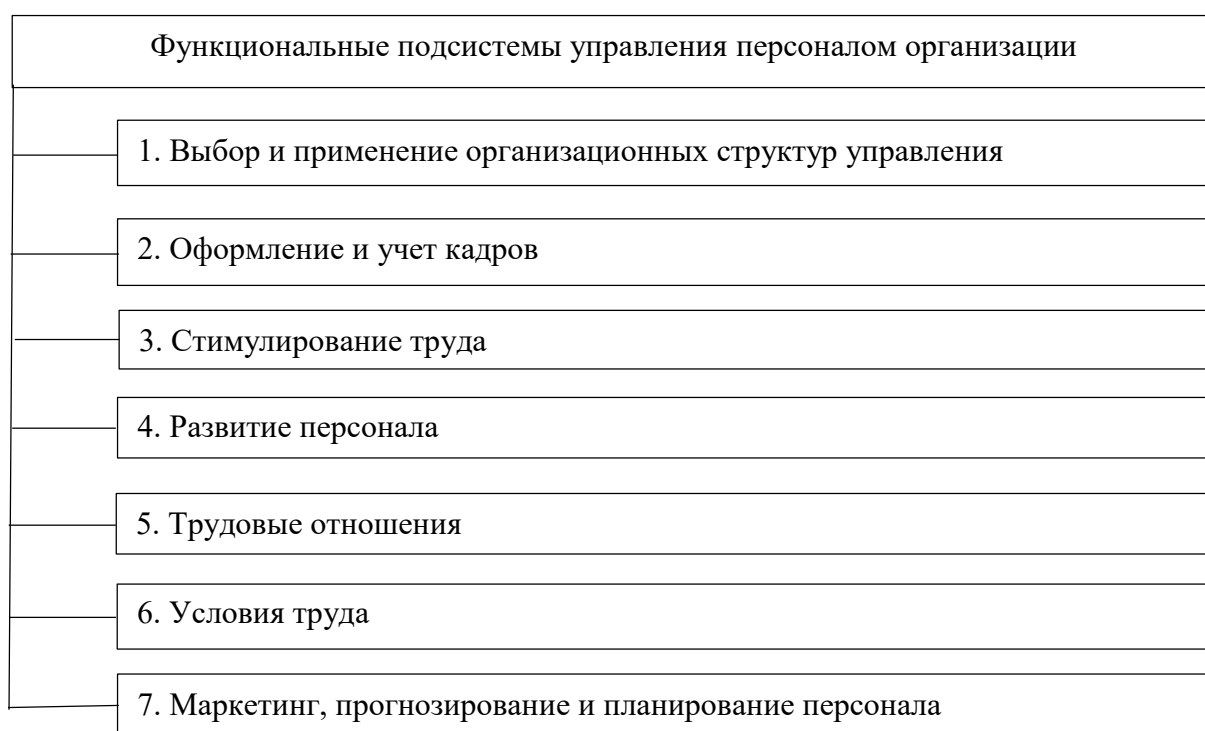 Функциональные подсистемы управления персоналом организации
1. Выбор и применение организационных структур управления
2. Оформление и учет кадров
3. Стимулирование труда
4. Развитие персонала
5. Трудовые отношения
6. Условия труда
7. Маркетинг, прогнозирование и планирование персонала